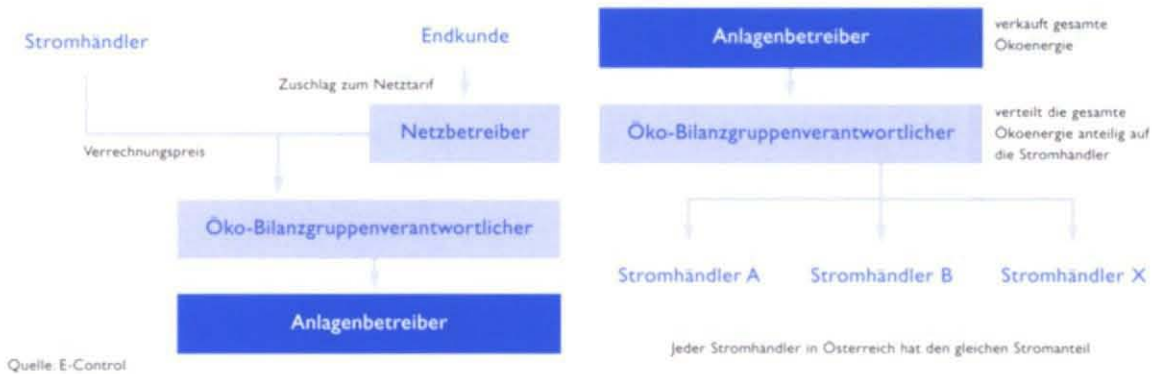 Stromhändler
Endkunde
Zuschlag zum Netztarif
Netzbetreiber
Verrechnungspreis
Öko-Bilanzgruppenverantwortlicher
Anlagenbetreiber
Quelle: E-Control
Anlagenbetreiber
verkauft gesamte
Ökoenergie
Öko-Bilanzgruppenverantwortlicher
verteilt die gesamte
Ökoenergie anteilig auf
die Stromhändler
Stromhändler A
Stromhändler B
Stromhändler X
Jeder Stromhändler in Österreich hat den gleichen Stromanteil